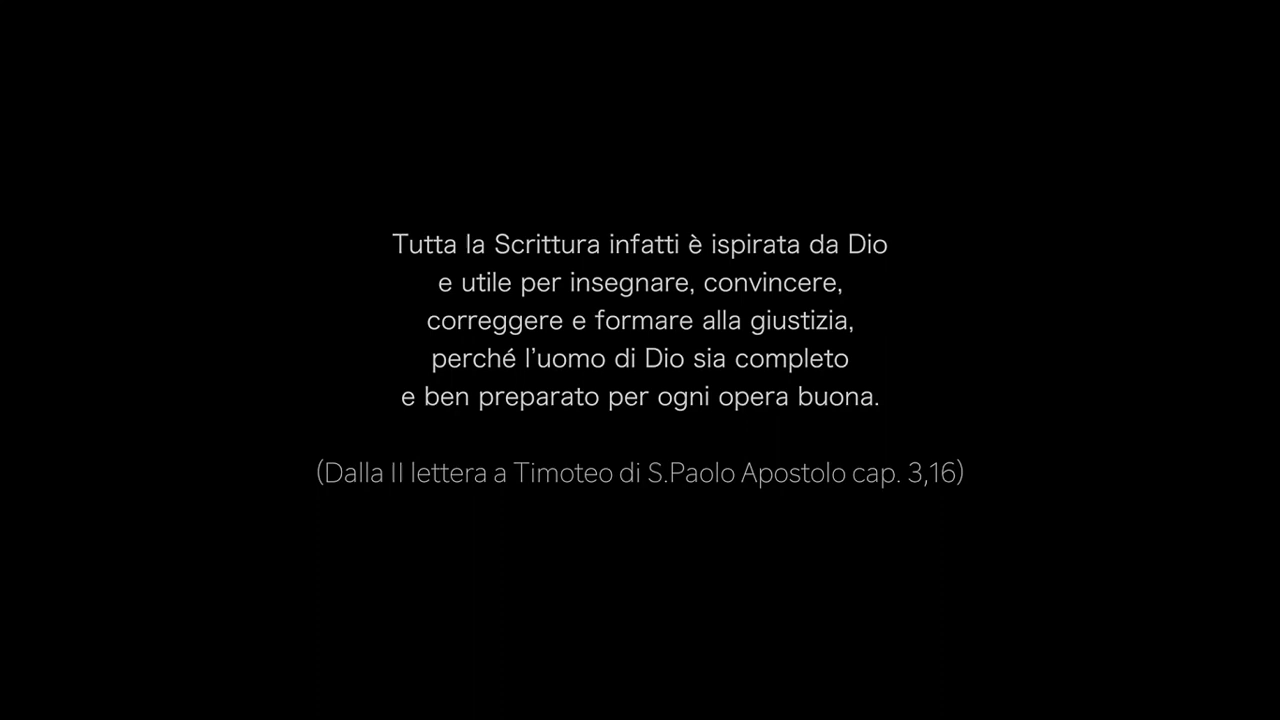 Tutta la Scrittura infatti è ispirata da Dio
e utile per insegnare, convincere,
correggere e formare alla giustizia,
perché l’uomo di Dio sia completo
e ben preparato per ogni opera buona.
(Dalla II lettera a Timoteo di S.Paolo Apostolo cap. 3,16)